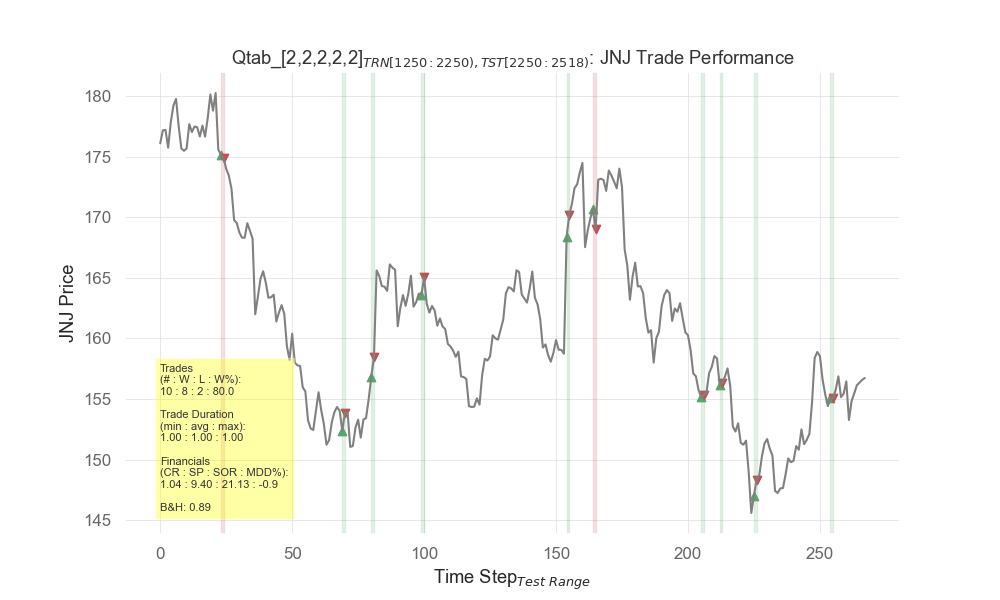 Qtab_[2,2,2,2,2]TRN[1250:2250),TST[2250:2518): JNJ Trade Performance
180
175
170
165
160
155
150
145
JNJ Price
Trades
(# : W : L : W%):
10 : 8 : 2 : 80.0
Trade Duration
(min : avg : max):
1.00 : 1.00 : 1.00
Financials
(CR : SP : SOR : MDD%):
1.04 : 9.40 : 21.13 : -0.9
B&H: 0.89
0 50 100 150 200 250
Time StepTest Range